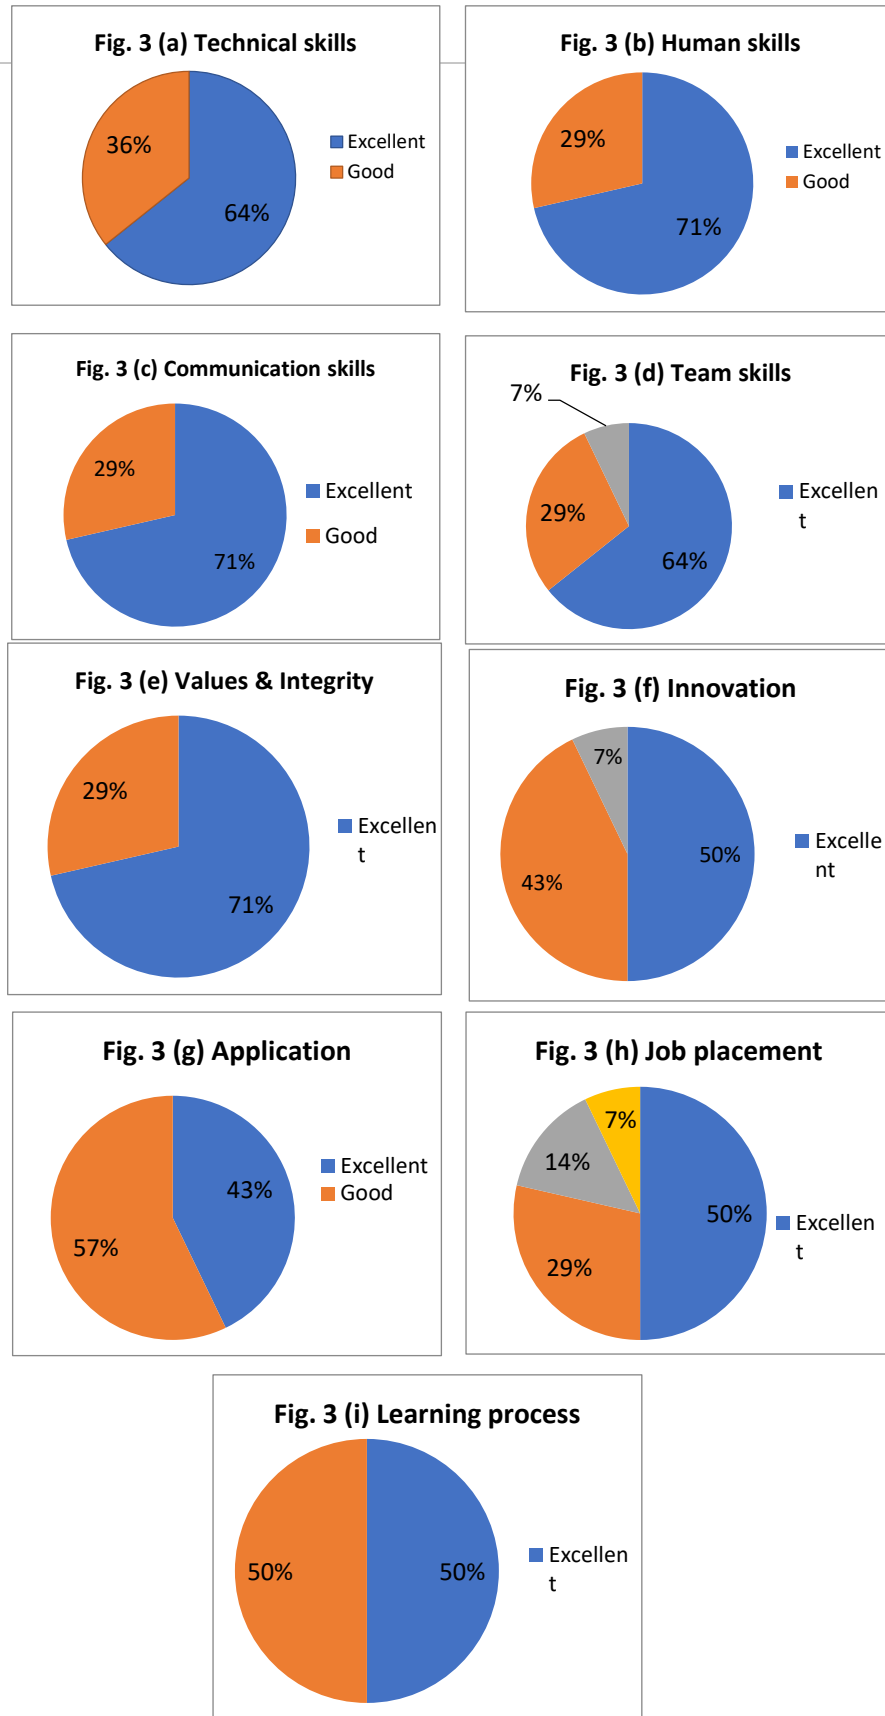 Fig. 3 (a) Technical skills
36%
64%
Excellent
Good
Fig. 3 (b) Human skills
29%
71%
Excellent
Good
Fig. 3 (c) Communication skills
29%
71%
Excellent
Good
Fig. 3 (d) Team skills
7%
29%
64%
Excellen
t
Fig. 3 (e) Values & Integrity
29%
71%
Excellen
t
Fig. 3 (f) Innovation
7%
43%
50%
Excelle
nt
Fig. 3 (g) Application
43%
57%
Excellent
Good
Fig. 3 (h) Job placement
7%
14%
50%
29%
Excellen
t
Fig. 3 (i) Learning process
50%
50%
Excellen
t